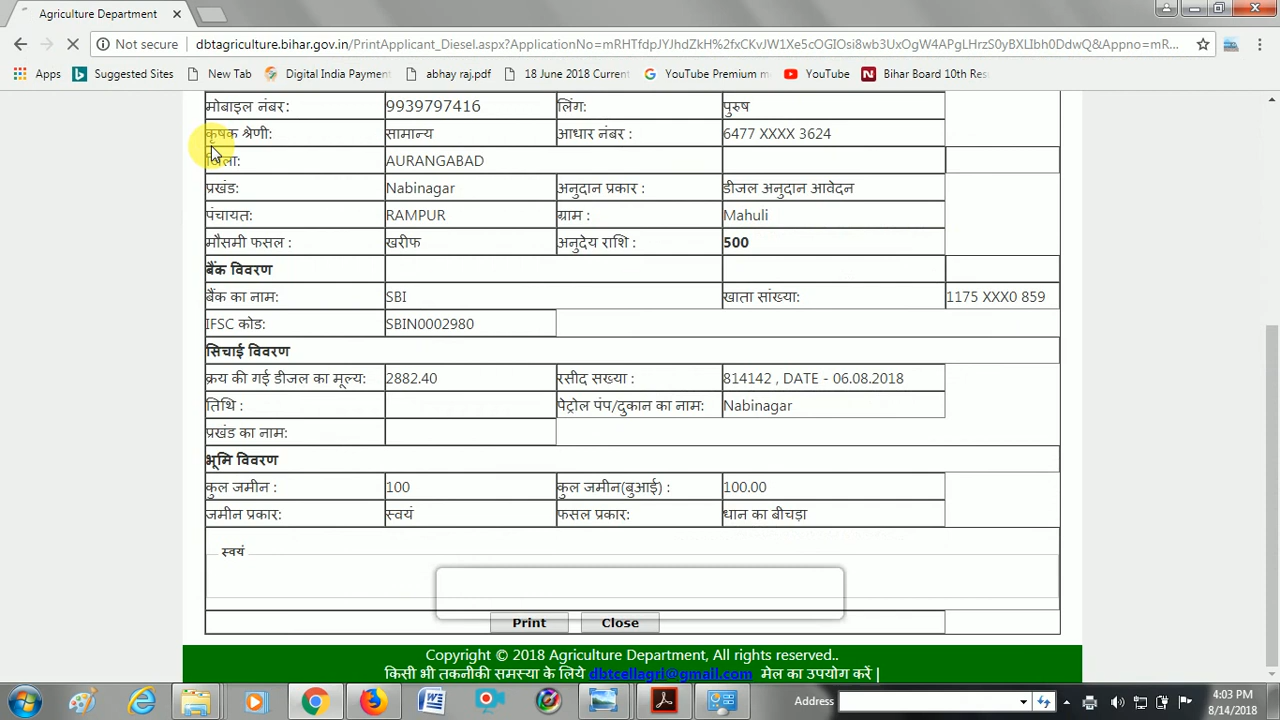 Agriculture Department
Not secure dbtagriculture.bihar.gov.in/PrintApplicant_Diesel.aspx?ApplicationNo=mRHTfdpJYJhdZkH%2fxCKvJW1Xe5cOGIOsi8wb3UxOgW4APgLHrzS0yBXLIbh0DdwQ&Appno=mR...
Apps Suggested Sites New Tab Digital India Payment abhay raj.pdf 18 June 2018 Current YouTube Premium m YouTube Bihar Board 10th Res
मोबाइल नंबर: 9939797416 लिंग: पुरुष
कृषक श्रेणी: सामान्य आधार नंबर : 6477 XXXX 3624
जिला: AURANGABAD
प्रखंड: Nabinagar अनुदान प्रकार : डीजल अनुदान आवेदन
पंचायत: RAMPUR ग्राम : Mahuli
मौसमी फसल : खरीफ अनुदेय राशि : 500
बैंक विवरण
बैंक का नाम: SBI खाता सांख्या: 1175 XXX0 859
IFSC कोड: SBIN0002980
सिचाई विवरण
क्रय की गई डीजल का मूल्य: 2882.40 रसीद सख्या : 814142 , DATE - 06.08.2018
तिथि : पेट्रोल पंप/दुकान का नाम: Nabinagar
प्रखंड का नाम:
भूमि विवरण
कुल जमीन : 100 कुल जमीन(बुआई) : 100.00
जमीन प्रकार: स्वयं फसल प्रकार: धान का बीचड़ा
स्वयं
Print Close
Copyright © 2018 Agriculture Department, All rights reserved..
किसी भी तकनीकी समस्या के लिये dbtcellagri@gmail.com मेल का उपयोग करें |
Address 4:03 PM
8/14/2018